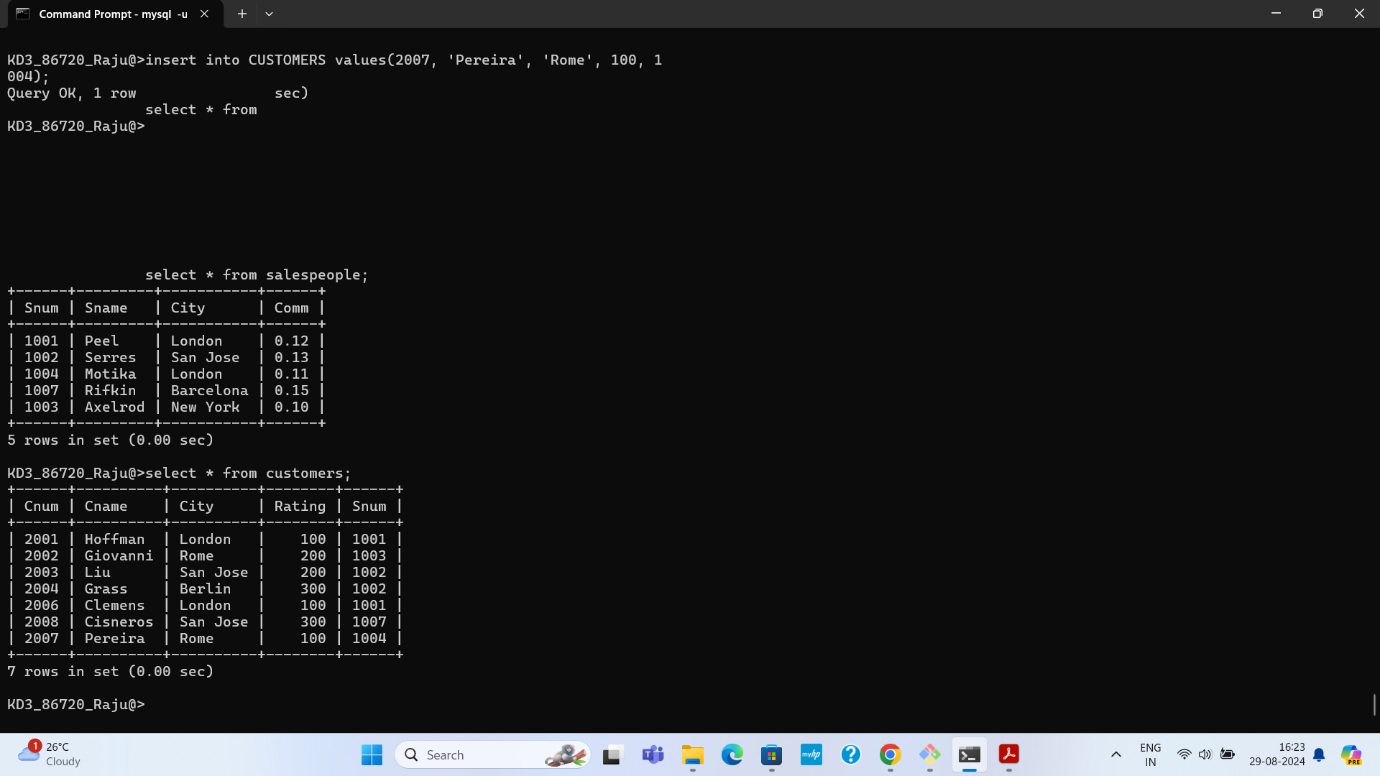 Command Prompt - mysql -u
KD3_86720_Raju@>insert into CUSTOMERS values(2007, 'Pereira', 'Rome', 100, 1
004);
Query OK, 1 row                sec)
select * from
KD3_86720_Raju@>
select * from salespeople;
+------+---------+-----------+------+
| Snum | Sname   | City      | Comm |
+------+---------+-----------+------+
| 1001 | Peel    | London    | 0.12 |
| 1002 | Serres  | San Jose  | 0.13 |
| 1004 | Motika  | London    | 0.11 |
| 1007 | Rifkin  | Barcelona | 0.15 |
| 1003 | Axelrod | New York  | 0.10 |
+------+---------+-----------+------+
5 rows in set (0.00 sec)
KD3_86720_Raju@>select * from customers;
+------+----------+----------+--------+------+
| Cnum | Cname    | City     | Rating | Snum |
+------+----------+----------+--------+------+
| 2001 | Hoffman  | London   |    100 | 1001 |
| 2002 | Giovanni | Rome     |    200 | 1003 |
| 2003 | Liu      | San Jose |    200 | 1002 |
| 2004 | Grass    | Berlin   |    300 | 1002 |
| 2006 | Clemens  | London   |    100 | 1001 |
| 2008 | Cisneros | San Jose |    300 | 1007 |
| 2007 | Pereira  | Rome     |    100 | 1004 |
+------+----------+----------+--------+------+
7 rows in set (0.00 sec)
KD3_86720_Raju@>
1
26°C
Cloudy
Search
myhp
PRE
ENG
IN
16:23
29-08-2024